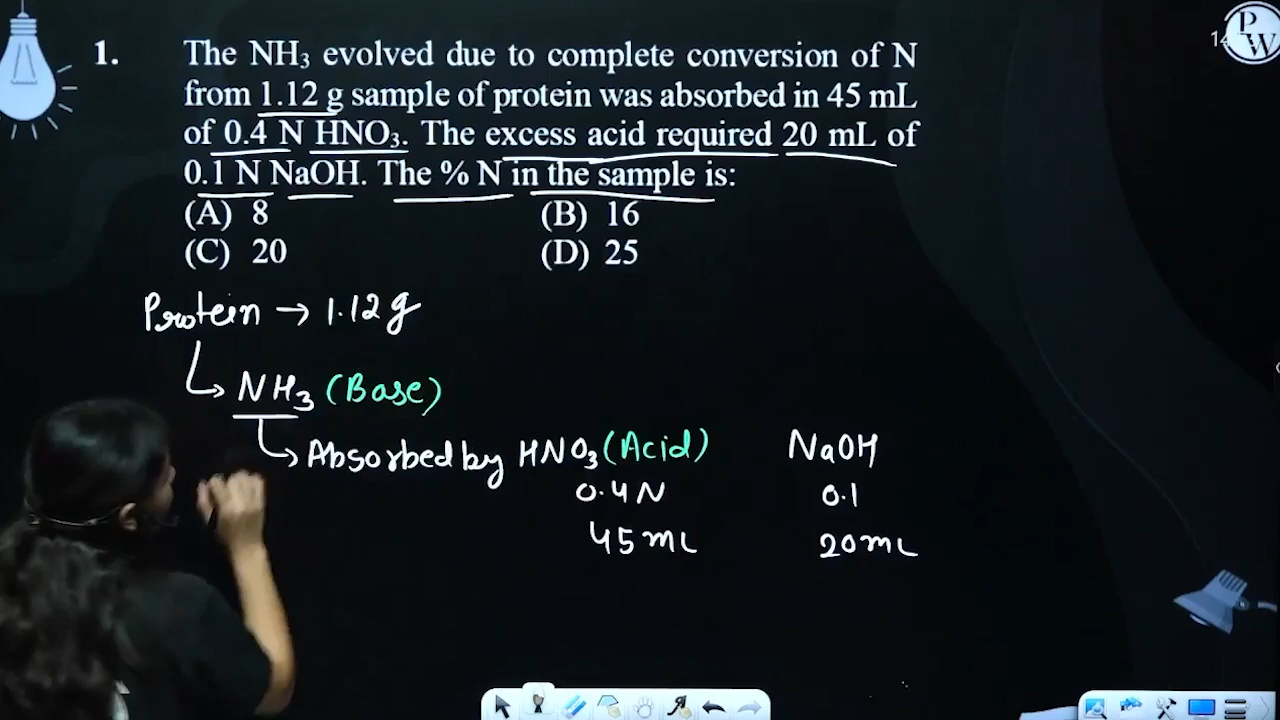 14
P
W
1. The NH₃ evolved due to complete conversion of N
from 1.12 g sample of protein was absorbed in 45 mL
of 0.4 N HNO₃. The excess acid required 20 mL of
0.1 N NaOH. The % N in the sample is:
(A) 8 (B) 16
(C) 20 (D) 25
Protein → 1.12 g
NH₃ (Base)
Absorbed by HNO₃ (Acid) NaOH
0.4 N 0.1
45 mL 20 mL